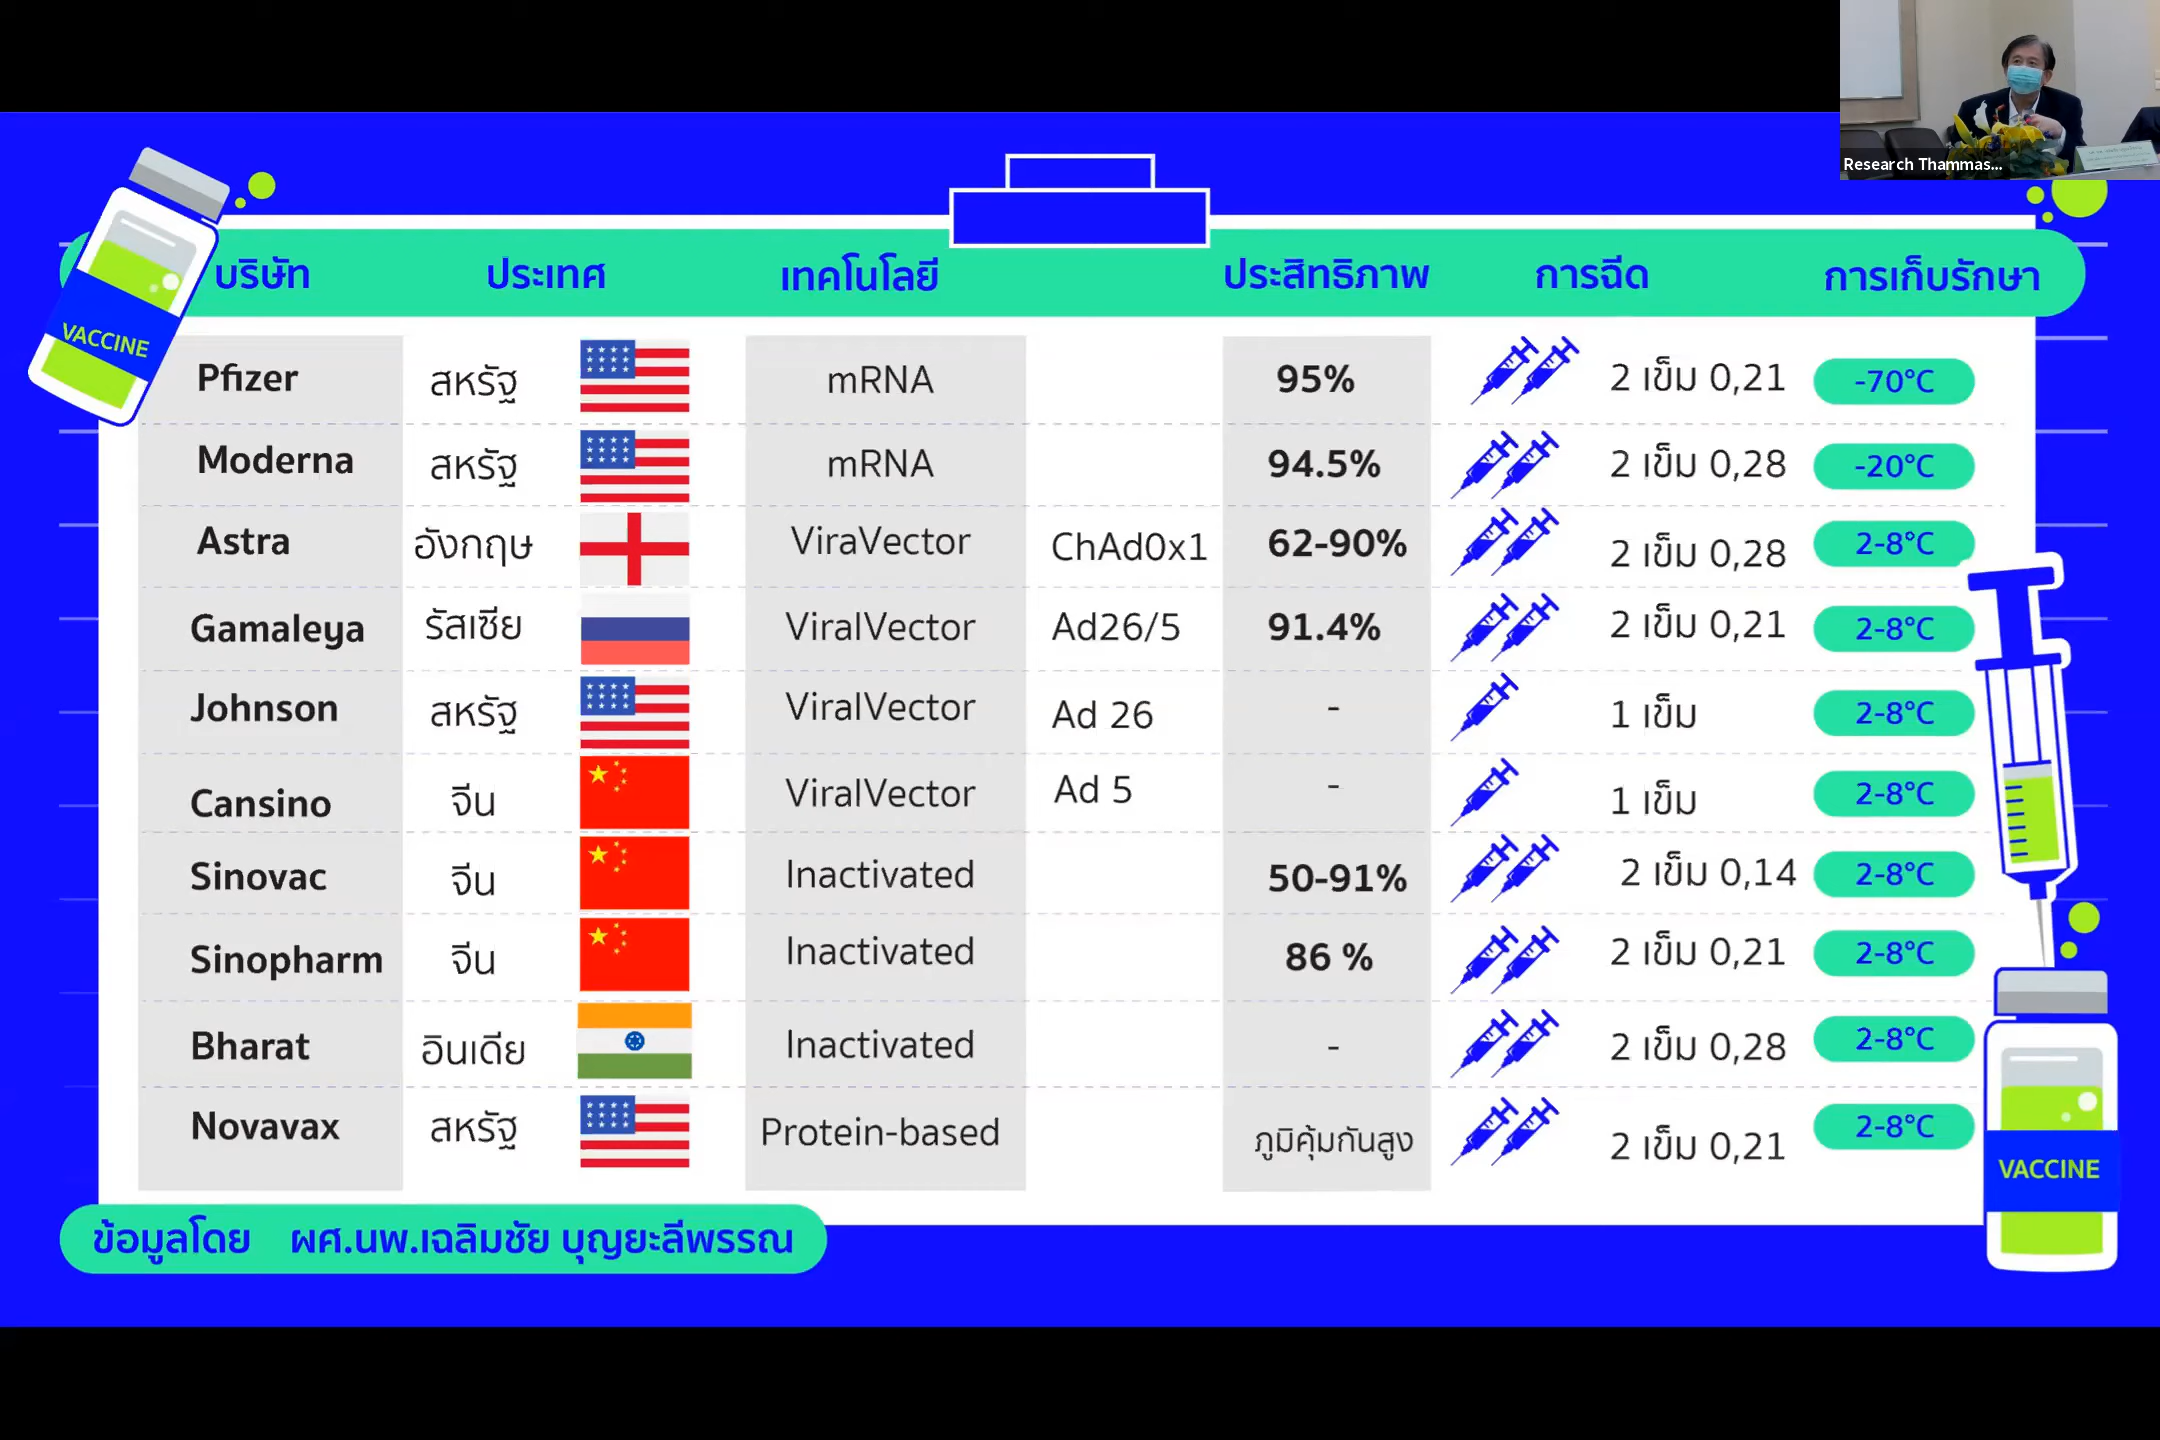 Research Thammas...
บริษัท ประเทศ เทคโนโลยี ประสิทธิภาพ การฉีด การเก็บรักษา
VACCINE
Pfizer สหรัฐ mRNA 95% 2 เข็ม 0,21 -70°C
Moderna สหรัฐ mRNA 94.5% 2 เข็ม 0,28 -20°C
Astra อังกฤษ ViraVector ChAd0x1 62-90% 2 เข็ม 0,28 2-8°C
Gamaleya รัสเซีย ViralVector Ad26/5 91.4% 2 เข็ม 0,21 2-8°C
Johnson สหรัฐ ViralVector Ad 26 - 1 เข็ม 2-8°C
Cansino จีน ViralVector Ad 5 - 1 เข็ม 2-8°C
Sinovac จีน Inactivated 50-91% 2 เข็ม 0,14 2-8°C
Sinopharm จีน Inactivated 86 % 2 เข็ม 0,21 2-8°C
Bharat อินเดีย Inactivated - 2 เข็ม 0,28 2-8°C
Novavax สหรัฐ Protein-based ภูมิคุ้มกันสูง 2 เข็ม 0,21 2-8°C
VACCINE
ข้อมูลโดย ผศ.นพ.เฉลิมชัย บุญยะลีพรรณ